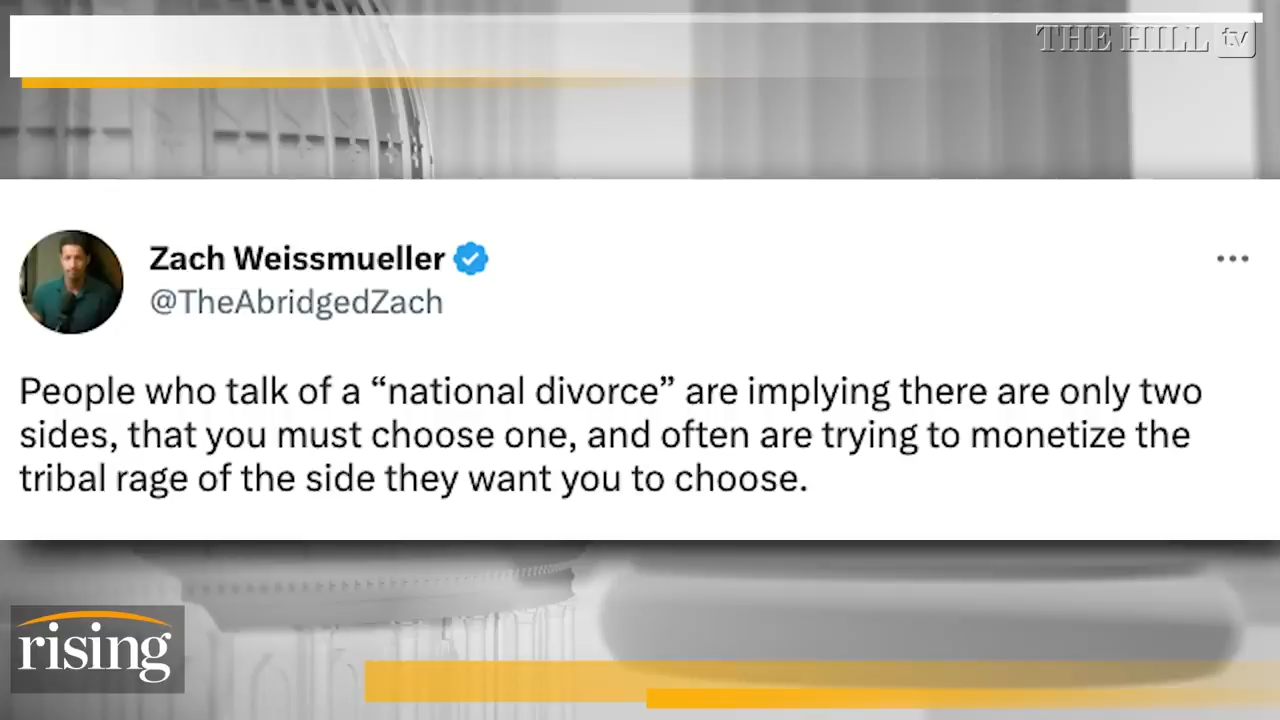 THE HILL tv
Zach Weissmueller
@TheAbridgedZach
People who talk of a “national divorce” are implying there are only two
sides, that you must choose one, and often are trying to monetize the
tribal rage of the side they want you to choose.
rising